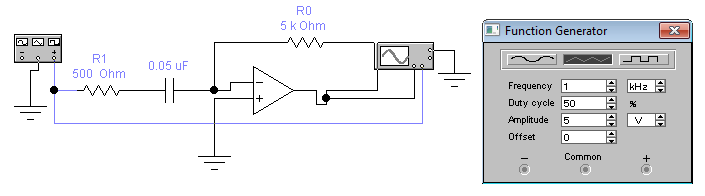 R0
5 k Ohm
R1
500 Ohm
0.05 uF
Function Generator
Frequency 1 kHz
Duty cycle 50 %
Amplitude 5 V
Offset 0
− Common +